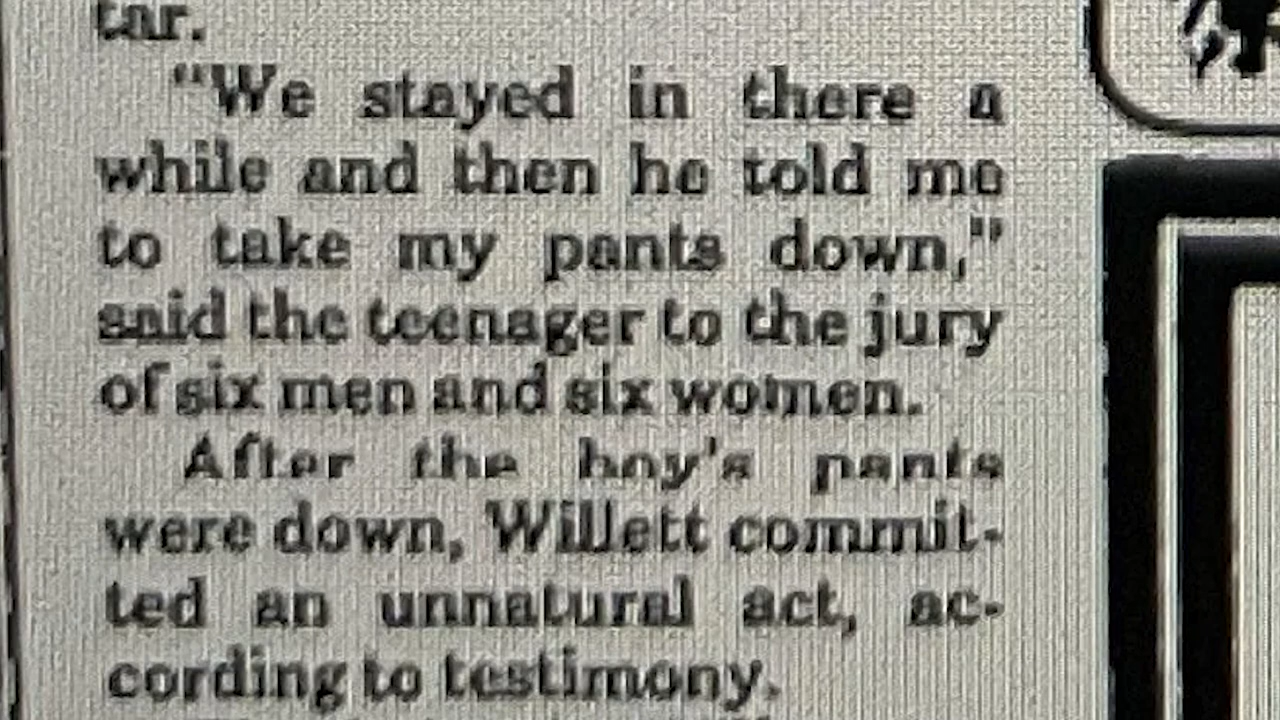 tar.
"We stayed in there a
while and then he told me
to take my pants down,"
said the teenager to the jury
of six men and six women.
After the boy's pants
were down, Willett commit-
ted an unnatural act, ac-
cording to testimony.